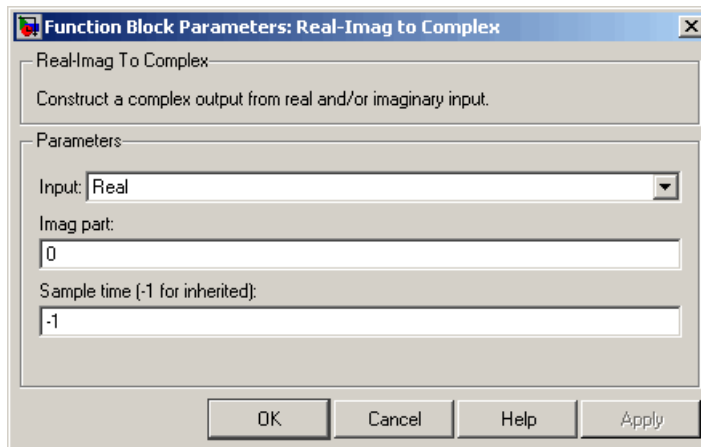 Function Block Parameters: Real-Imag to Complex
Real-Imag To Complex
Construct a complex output from real and/or imaginary input.
Parameters
Input: Real
Imag part:
0
Sample time (-1 for inherited):
-1
OK Cancel Help Apply